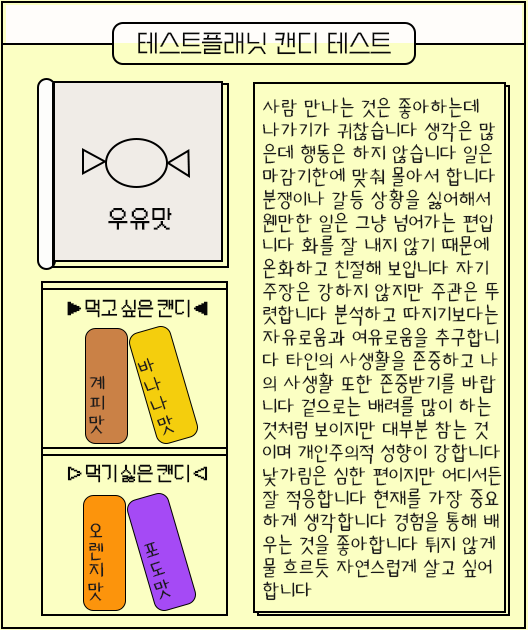 테스트플래닛 캔디 테스트
우유맛
▶먹고싶은캔디◀
계피맛
바나나맛
▷먹기싫은캔디◁
오렌지맛
포도맛
사람 만나는 것은 좋아하는데
나가기가 귀찮습니다 생각은 많
은데 행동은 하지 않습니다 일은
마감기한에 맞춰 몰아서 합니다
분쟁이나 갈등 상황을 싫어해서
웬만한 일은 그냥 넘어가는 편입
니다 화를 잘 내지 않기 때문에
온화하고 친절해 보입니다 자기
주장은 강하지 않지만 주관은 뚜
렷합니다 분석하고 따지기보다는
자유로움과 여유로움을 추구합니
다 타인의 사생활을 존중하고 나
의 사생활 또한 존중받기를 바랍
니다 겉으로는 배려를 많이 하는
것처럼 보이지만 대부분 참는 것
이며 개인주의적 성향이 강합니다
낯가림은 심한 편이지만 어디서든
잘 적응합니다 현재를 가장 중요
하게 생각합니다 경험을 통해 배
우는 것을 좋아합니다 튀지 않게
물 흐르듯 자연스럽게 살고 싶어
합니다